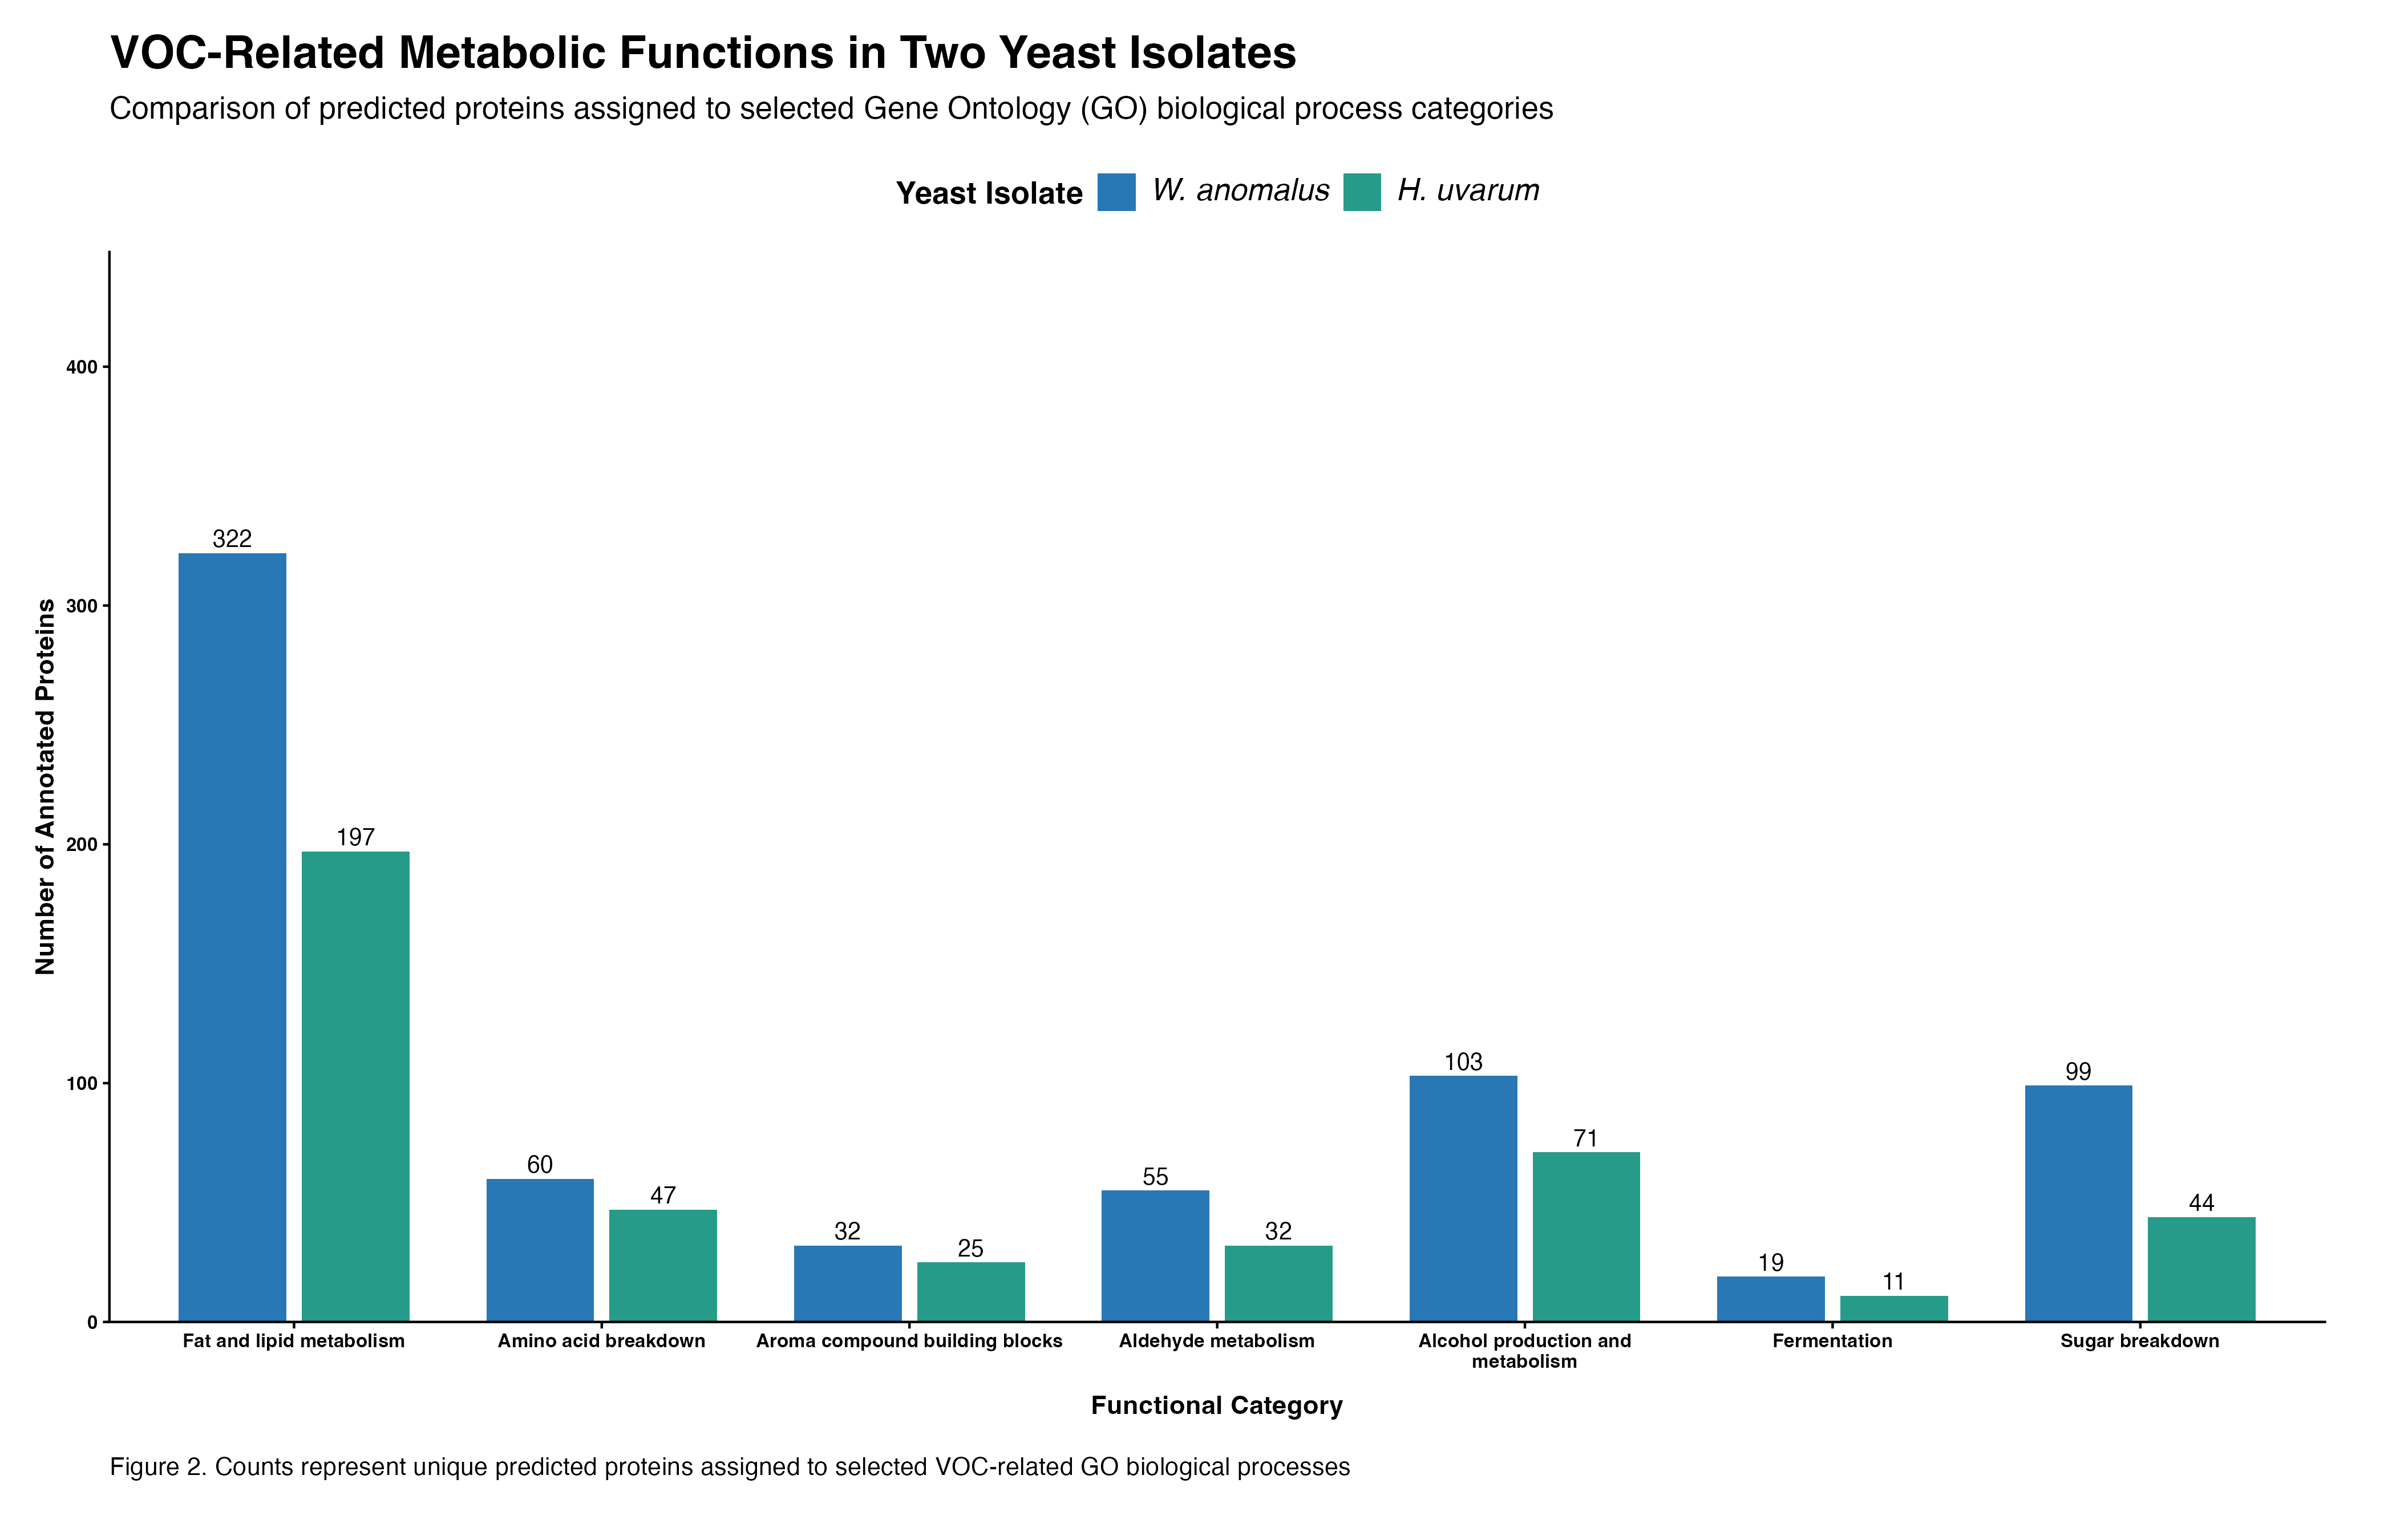 VOC-Related Metabolic Functions in Two Yeast Isolates
Comparison of predicted proteins assigned to selected Gene Ontology (GO) biological process categories
Yeast Isolate W. anomalus H. uvarum
Number of Annotated Proteins
400
300
200
100
0
322
197
60
47
32
25
55
32
103
71
19
11
99
44
Fat and lipid metabolism
Amino acid breakdown
Aroma compound building blocks
Aldehyde metabolism
Alcohol production and
metabolism
Fermentation
Sugar breakdown
Functional Category
Figure 2. Counts represent unique predicted proteins assigned to selected VOC-related GO biological processes